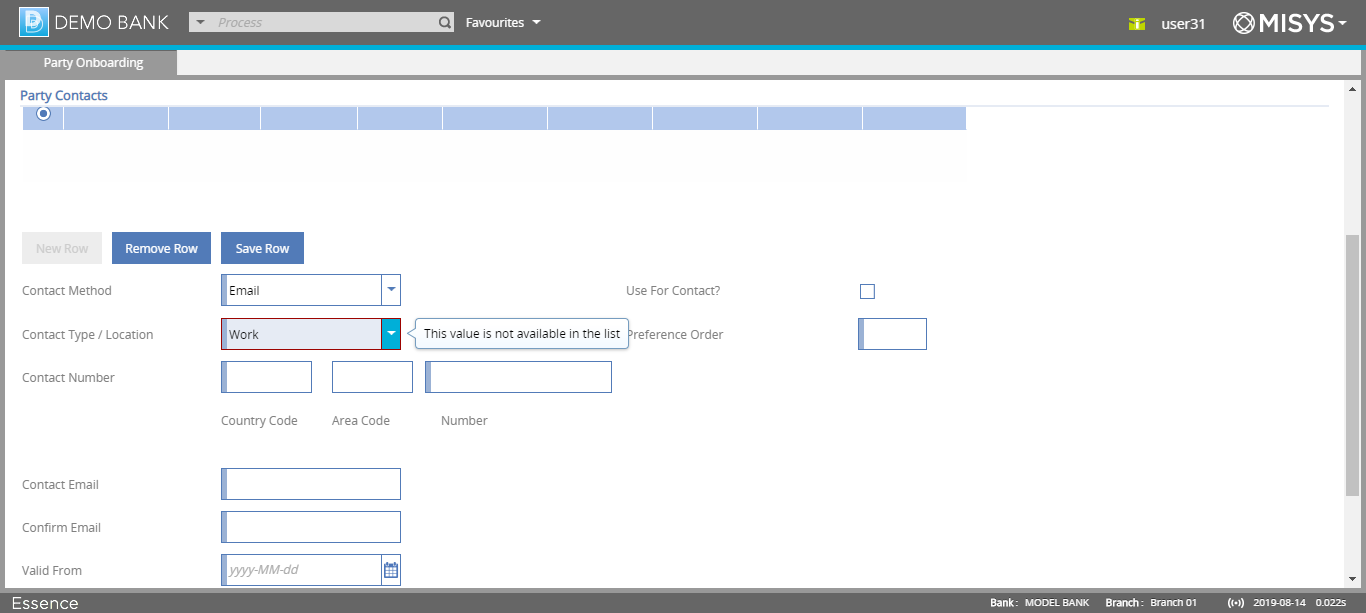 DEMO BANK Process Favourites user31 MISYS
Party Onboarding
Party Contacts
New Row Remove Row Save Row
Contact Method Email Use For Contact?
Contact Type / Location Work This value is not available in the list Preference Order
Contact Number
Country Code Area Code Number
Contact Email
Confirm Email
Valid From yyyy-MM-dd
Essence Bank : MODEL BANK Branch : Branch 01 2019-08-14 0.022s